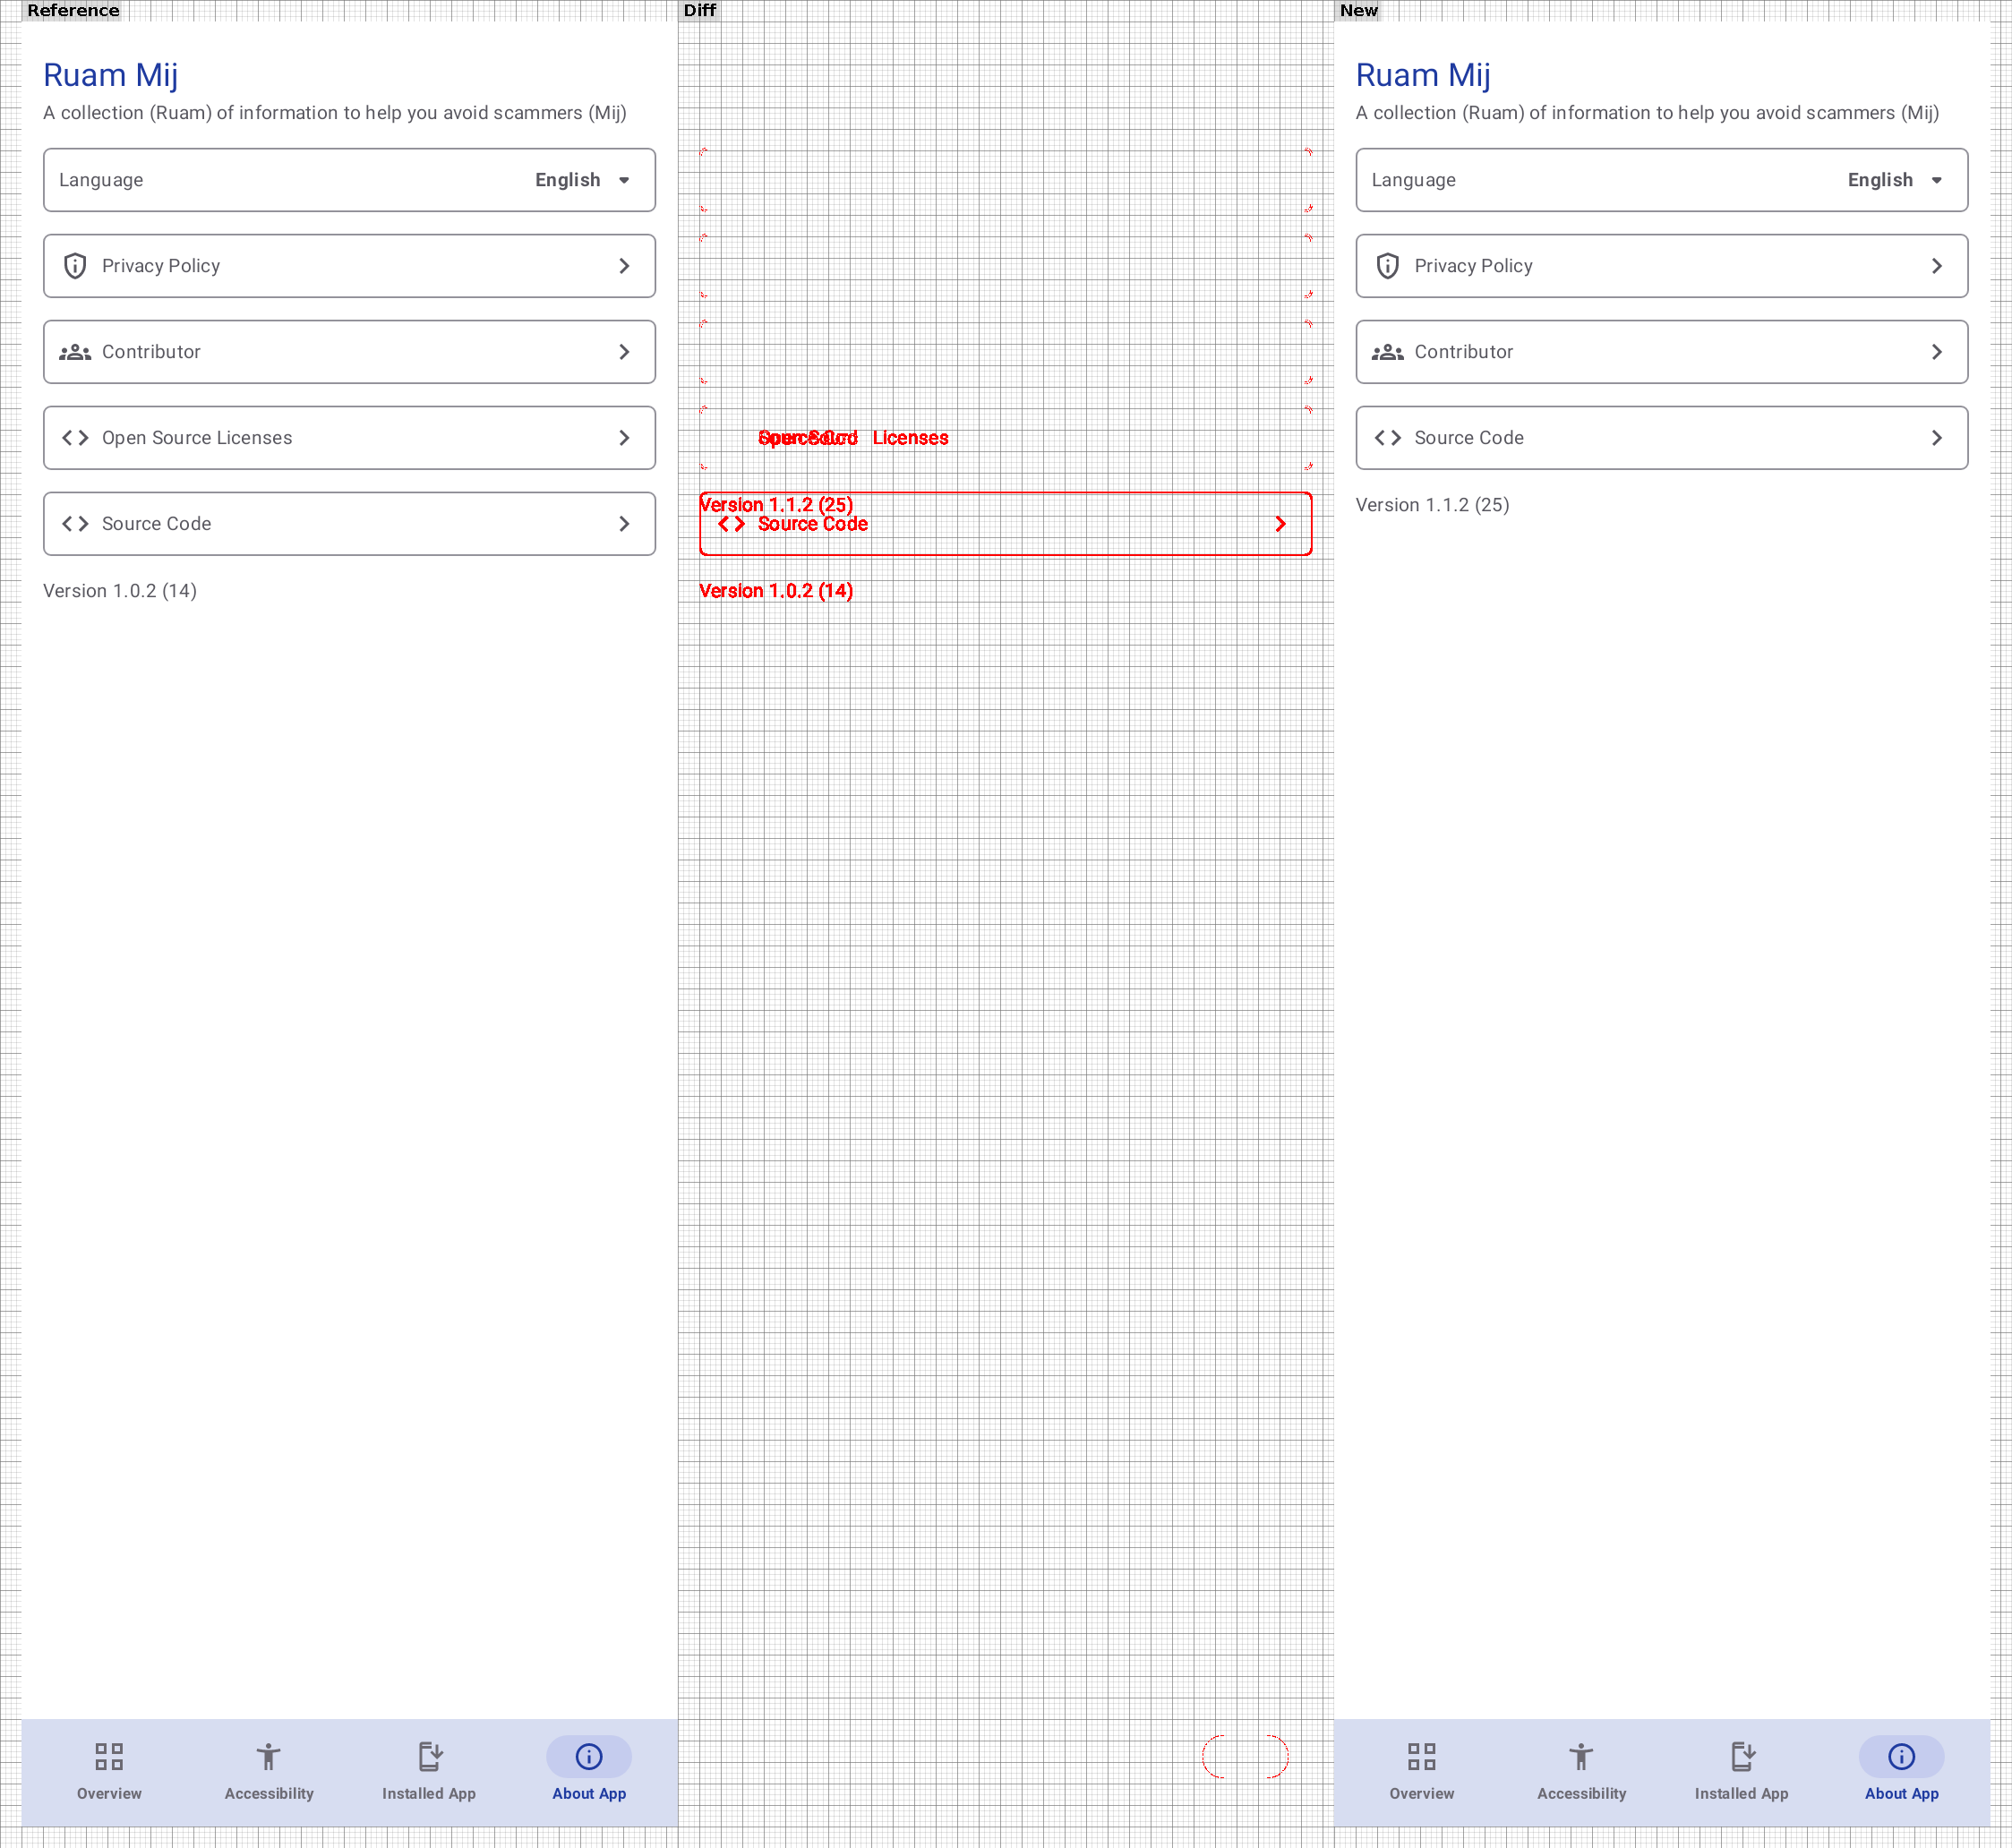 Reference
Ruam Mij
A collection (Ruam) of information to help you avoid scammers (Mij)
Language English
Privacy Policy
Contributor
Open Source Licenses
Source Code
Version 1.0.2 (14)
Overview Accessibility Installed App About App
Diff
Licenses
Version 1.1.2 (25)
Source Code
Version 1.0.2 (14)
New
Ruam Mij
A collection (Ruam) of information to help you avoid scammers (Mij)
Language English
Privacy Policy
Contributor
Source Code
Version 1.1.2 (25)
Overview Accessibility Installed App About App